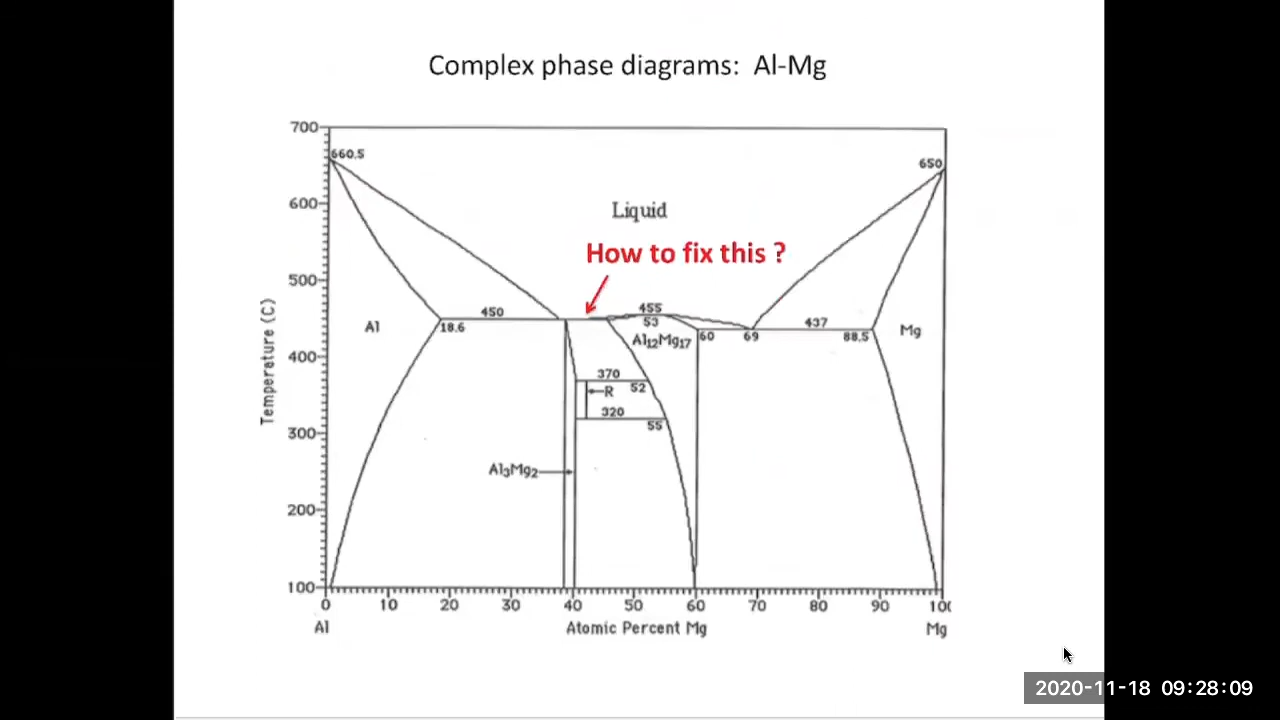 Complex phase diagrams: Al-Mg
700
660.5
650
600
Liquid
How to fix this ?
500
455
450
53
437
Al
18.6
Al12Mg17
60
69
88.5
Mg
400
370
52
R
320
300
55
Al3Mg2
200
100
0 10 20 30 40 50 60 70 80 90 100
Al
Atomic Percent Mg
Mg
Temperature (C)
2020-11-18 09:28:09